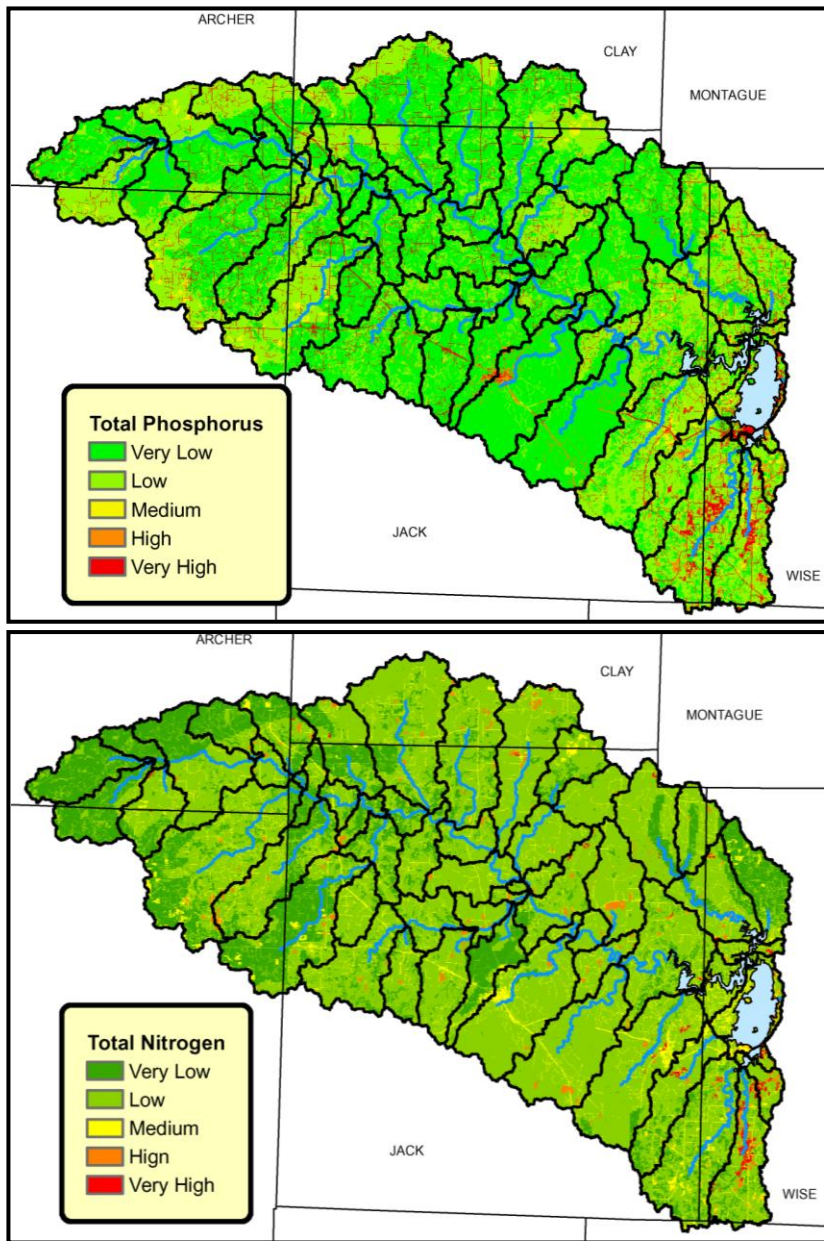 ARCHER
CLAY
MONTAGUE
Total Phosphorus
Very Low
Low
Medium
High
Very High
JACK
WISE
ARCHER
CLAY
MONTAGUE
Total Nitrogen
Very Low
Low
Medium
Hign
Very High
JACK
WISE